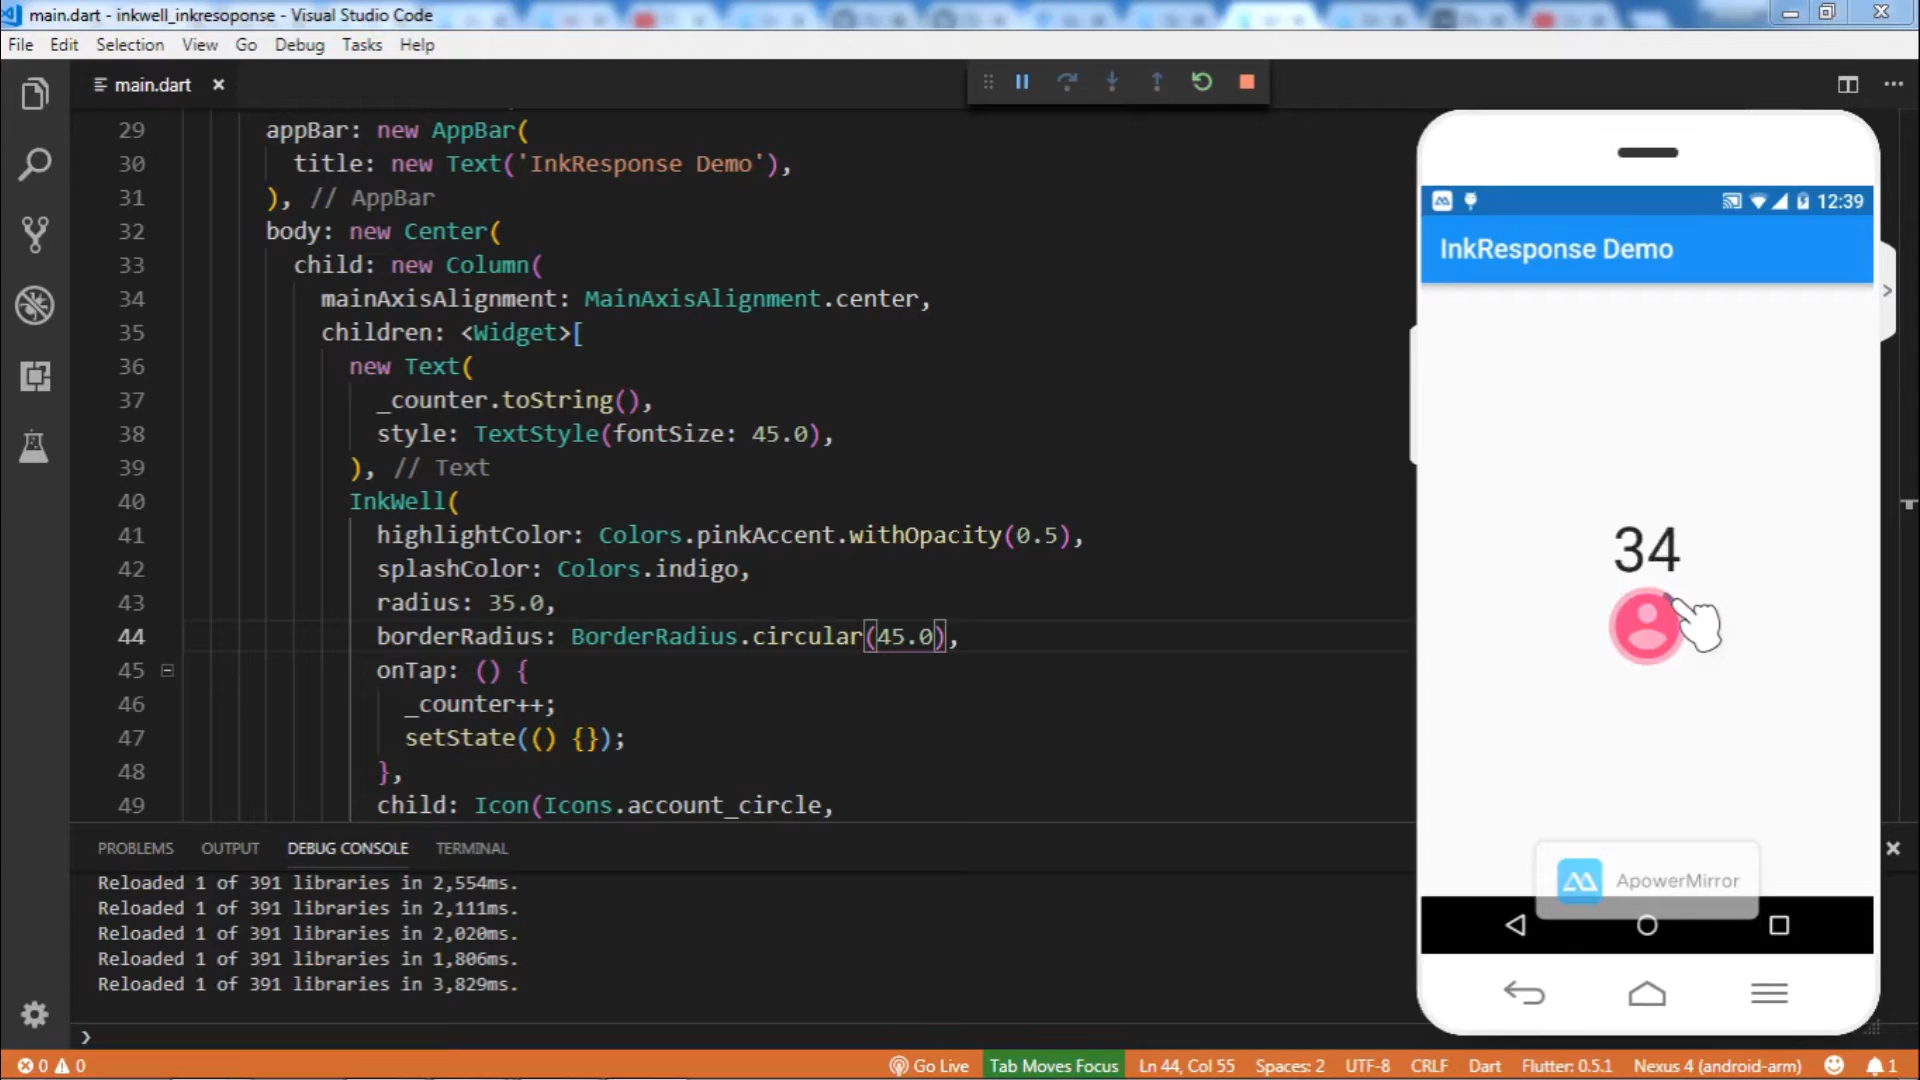 main.dart - inkwell_inkresoponse - Visual Studio Code
File Edit Selection View Go Debug Tasks Help
main.dart
29 appBar: new AppBar(
30 title: new Text('InkResponse Demo'),
31 ), // AppBar
32 body: new Center(
33 child: new Column(
34 mainAxisAlignment: MainAxisAlignment.center,
35 children: <Widget>[
36 new Text(
37 _counter.toString(),
38 style: TextStyle(fontSize: 45.0),
39 ), // Text
40 InkWell(
41 highlightColor: Colors.pinkAccent.withOpacity(0.5),
42 splashColor: Colors.indigo,
43 radius: 35.0,
44 borderRadius: BorderRadius.circular(45.0),
45 onTap: () {
46 _counter++;
47 setState(() {});
48 },
49 child: Icon(Icons.account_circle,
PROBLEMS OUTPUT DEBUG CONSOLE TERMINAL
Reloaded 1 of 391 libraries in 2,554ms.
Reloaded 1 of 391 libraries in 2,111ms.
Reloaded 1 of 391 libraries in 2,020ms.
Reloaded 1 of 391 libraries in 1,806ms.
Reloaded 1 of 391 libraries in 3,829ms.
12:39
InkResponse Demo
34
ApowerMirror
0 0 Go Live Tab Moves Focus Ln 44, Col 55 Spaces: 2 UTF-8 CRLF Dart Flutter: 0.5.1 Nexus 4 (android-arm) 1